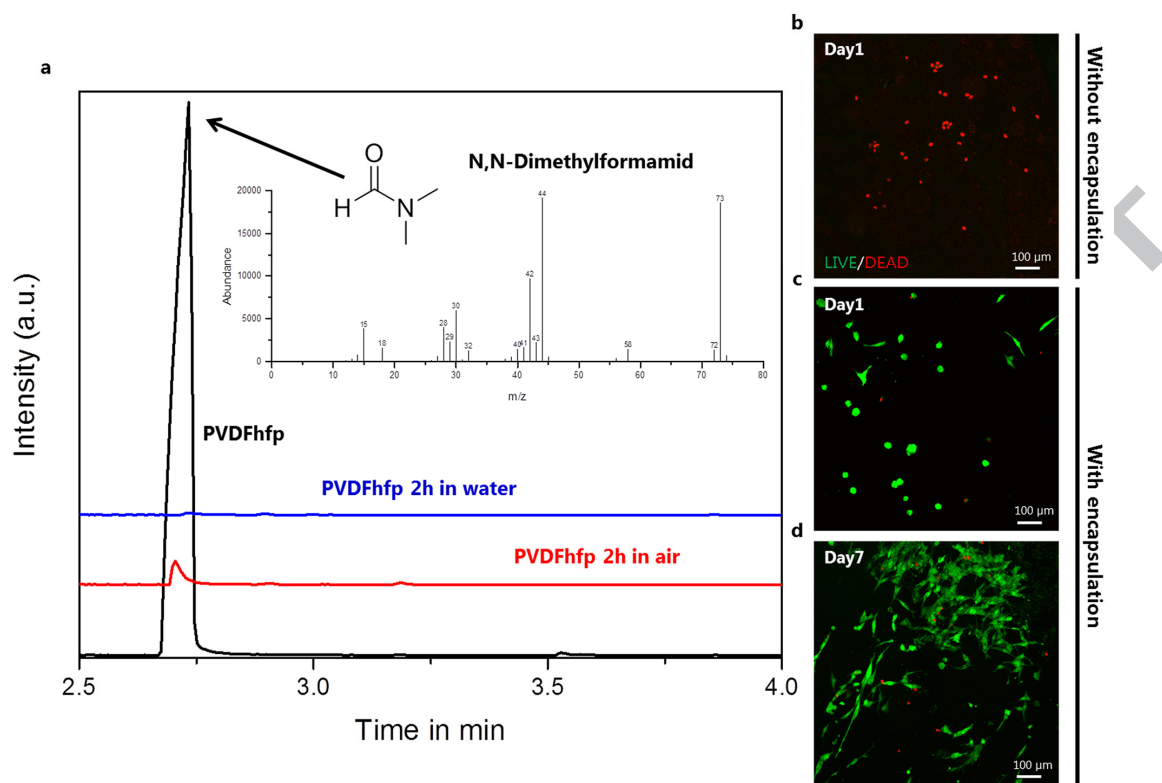 a
Intensity (a.u.)
N,N-Dimethylformamid
O
H
N
Abundance
20000
15000
10000
5000
0
15
18
28
29
30
32
40
41
42
43
44
58
72
73
0
10
20
30
40
50
60
70
80
m/z
PVDFhfp
PVDFhfp 2h in water
PVDFhfp 2h in air
2.5
3.0
3.5
4.0
Time in min
b
Day1
LIVE/DEAD
100 µm
Without encapsulation
c
Day1
100 µm
d
Day7
100 µm
With encapsulation